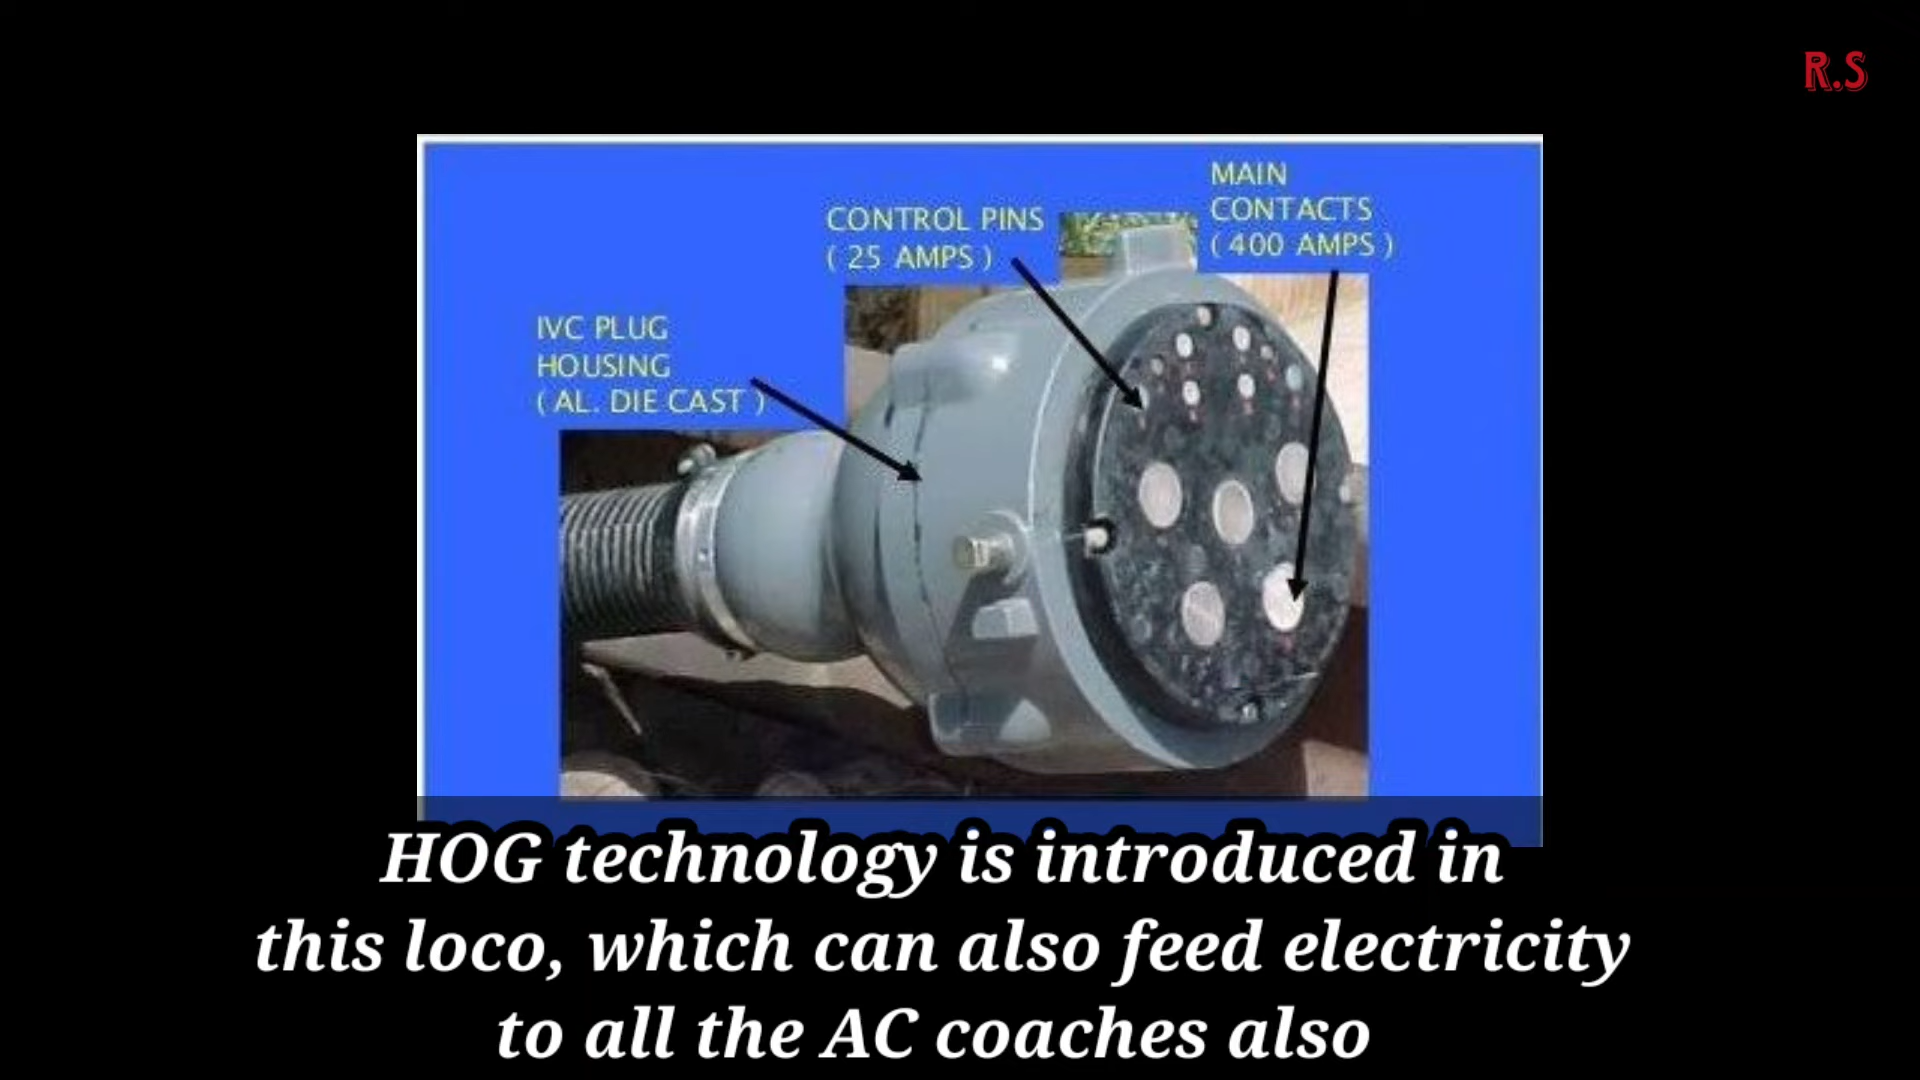 R.S
MAIN
CONTACTS
( 400 AMPS )
CONTROL PINS
( 25 AMPS )
IVC PLUG
HOUSING
( AL. DIE CAST )
HOG technology is introduced in
this loco, which can also feed electricity
to all the AC coaches also